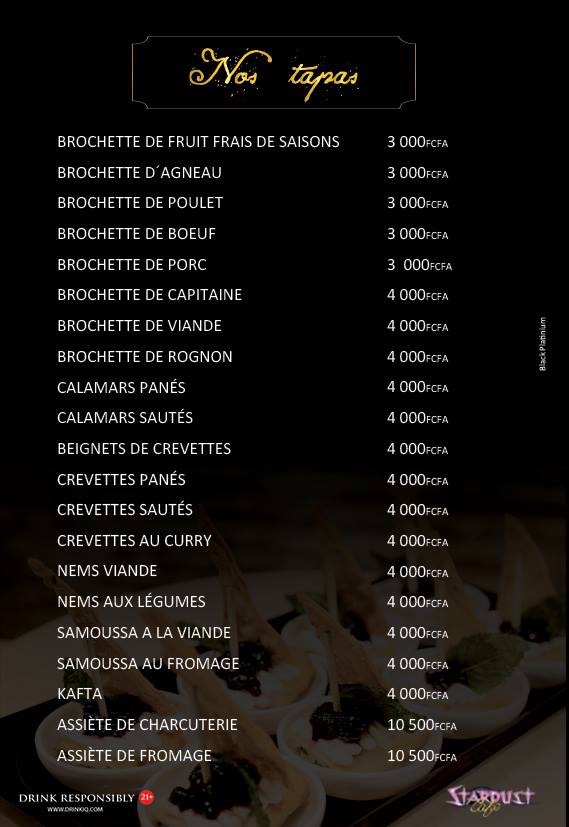 Nos tapas
BROCHETTE DE FRUIT FRAIS DE SAISONS 3 000FCFA
BROCHETTE D´AGNEAU 3 000FCFA
BROCHETTE DE POULET 3 000FCFA
BROCHETTE DE BOEUF 3 000FCFA
BROCHETTE DE PORC 3 000FCFA
BROCHETTE DE CAPITAINE 4 000FCFA
BROCHETTE DE VIANDE 4 000FCFA
BROCHETTE DE ROGNON 4 000FCFA
CALAMARS PANÉS 4 000FCFA
CALAMARS SAUTÉS 4 000FCFA
BEIGNETS DE CREVETTES 4 000FCFA
CREVETTES PANÉS 4 000FCFA
CREVETTES SAUTÉS 4 000FCFA
CREVETTES AU CURRY 4 000FCFA
NEMS VIANDE 4 000FCFA
NEMS AUX LÉGUMES 4 000FCFA
SAMOUSSA A LA VIANDE 4 000FCFA
SAMOUSSA AU FROMAGE 4 000FCFA
KAFTA 4 000FCFA
ASSIÈTE DE CHARCUTERIE 10 500FCFA
ASSIÈTE DE FROMAGE 10 500FCFA
Black Platinium
DRINK RESPONSIBLY 21+
WWW.DRINKIQ.COM
STARDUST
Café